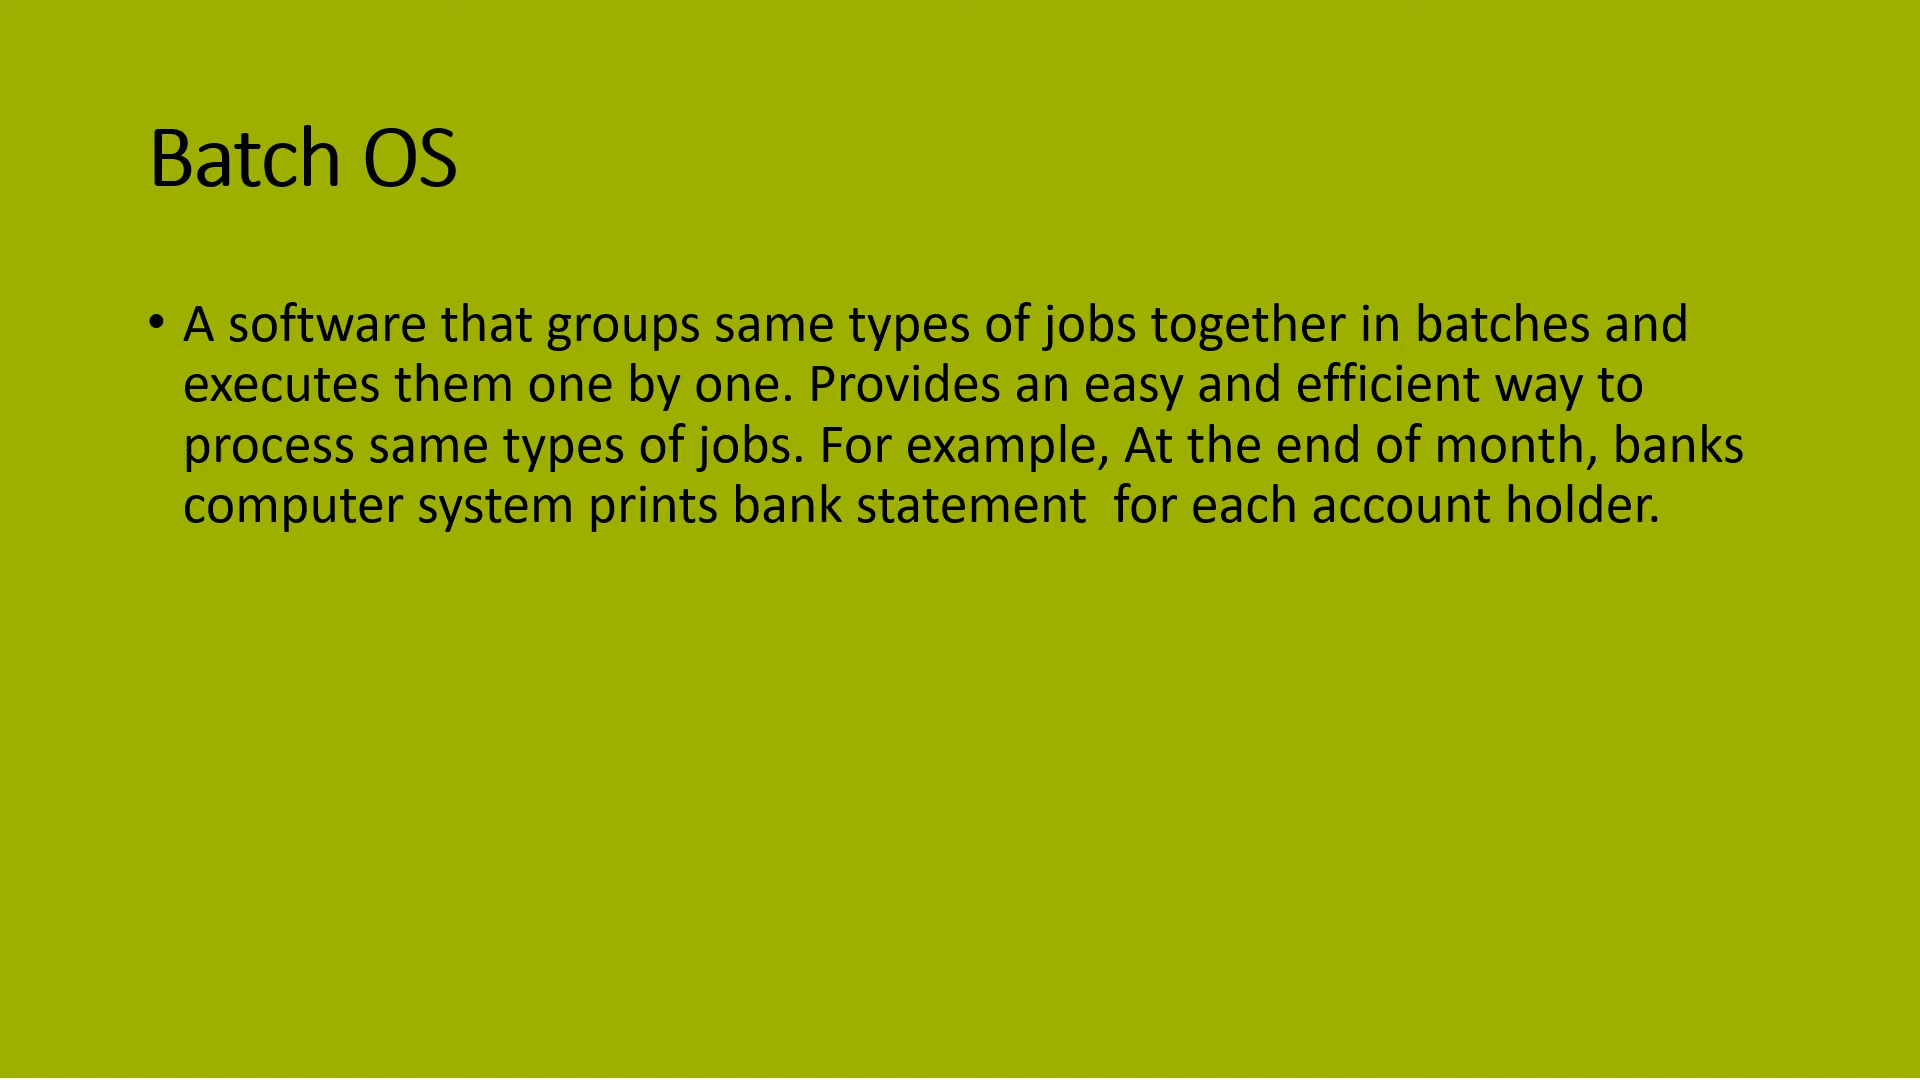 Batch OS
• A software that groups same types of jobs together in batches and
executes them one by one. Provides an easy and efficient way to
process same types of jobs. For example, At the end of month, banks
computer system prints bank statement  for each account holder.